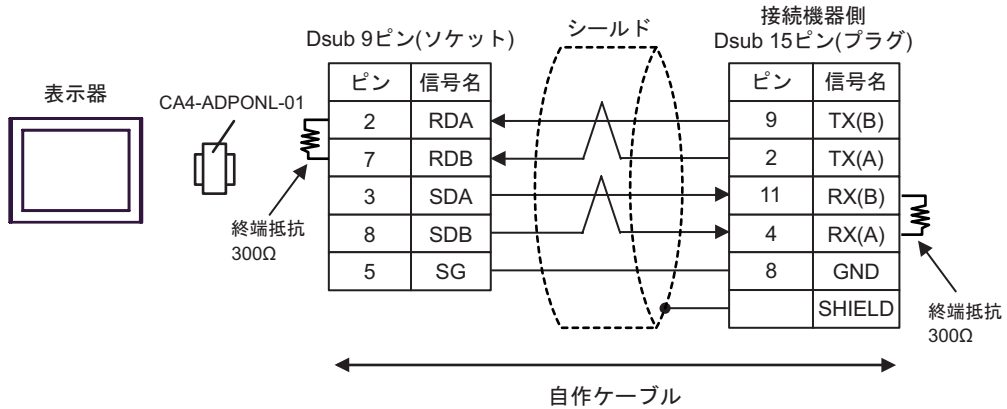 接続機器側
Dsub 9ピン(ソケット)
シールド
Dsub 15ピン(プラグ)
表示器
CA4-ADPONL-01
ピン 信号名
2 RDA
7 RDB
3 SDA
8 SDB
5 SG
終端抵抗
300Ω
ピン 信号名
9 TX(B)
2 TX(A)
11 RX(B)
4 RX(A)
8 GND
SHIELD
終端抵抗
300Ω
自作ケーブル